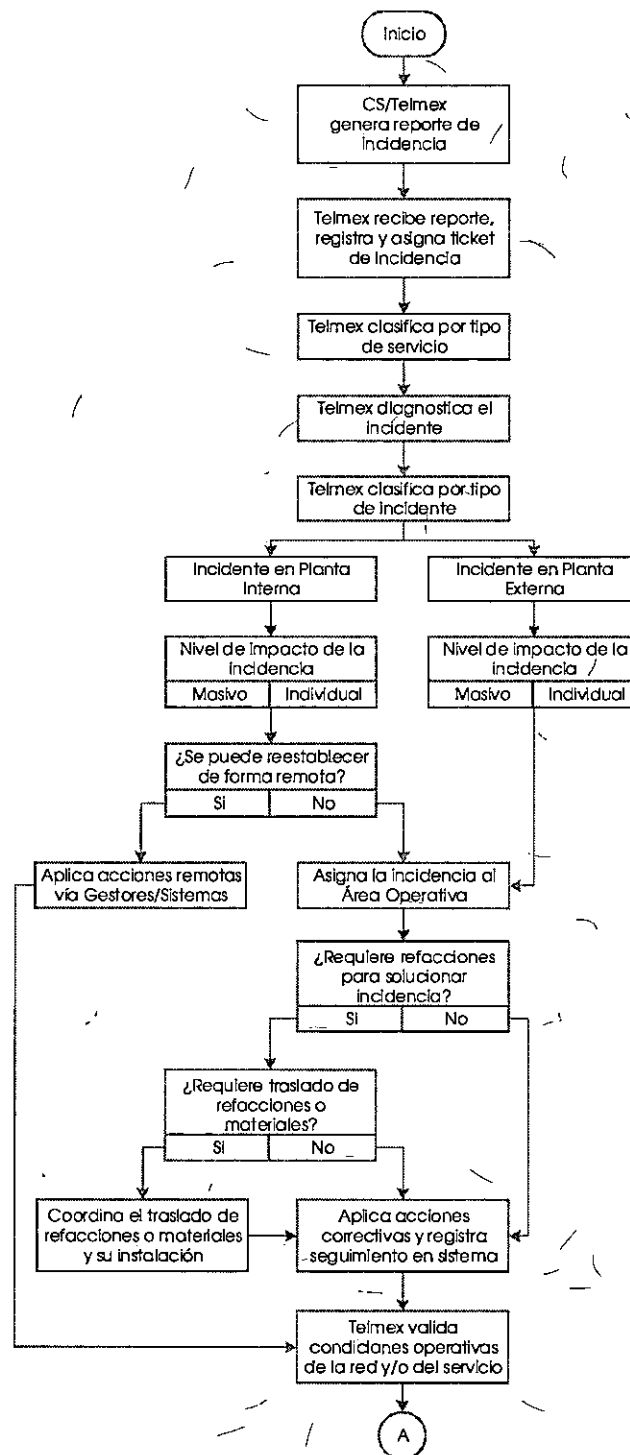 Inicio
CS/Telmex
genera reporte de
incidencia
Telmex recibe reporte,
registra y asigna ticket
de Incidencia
Telmex clasifica por tipo
de servicio
Telmex diagnostica el
incidente
Telmex clasifica por tipo
de incidente
Incidente en Planta
Interna
Incidente en Planta
Externa
Nivel de impacto de la
incidencia
Masivo Individual
Nivel de impacto de la
incidencia
Masivo Individual
¿Se puede reestablecer
de forma remota?
Si No
Aplica acciones remotas
vía Gestores/Sistemas
Asigna la incidencia al
Área Operativa
¿Requiere refacciones
para solucionar
incidencia?
Si No
¿Requiere traslado de
refacciones o
materiales?
Si No
Coordina el traslado de
refacciones o materiales
y su instalación
Aplica acciones
correctivas y registra
seguimiento en sistema
Telmex valida
condiciones operativas
de la red y/o del servicio
A